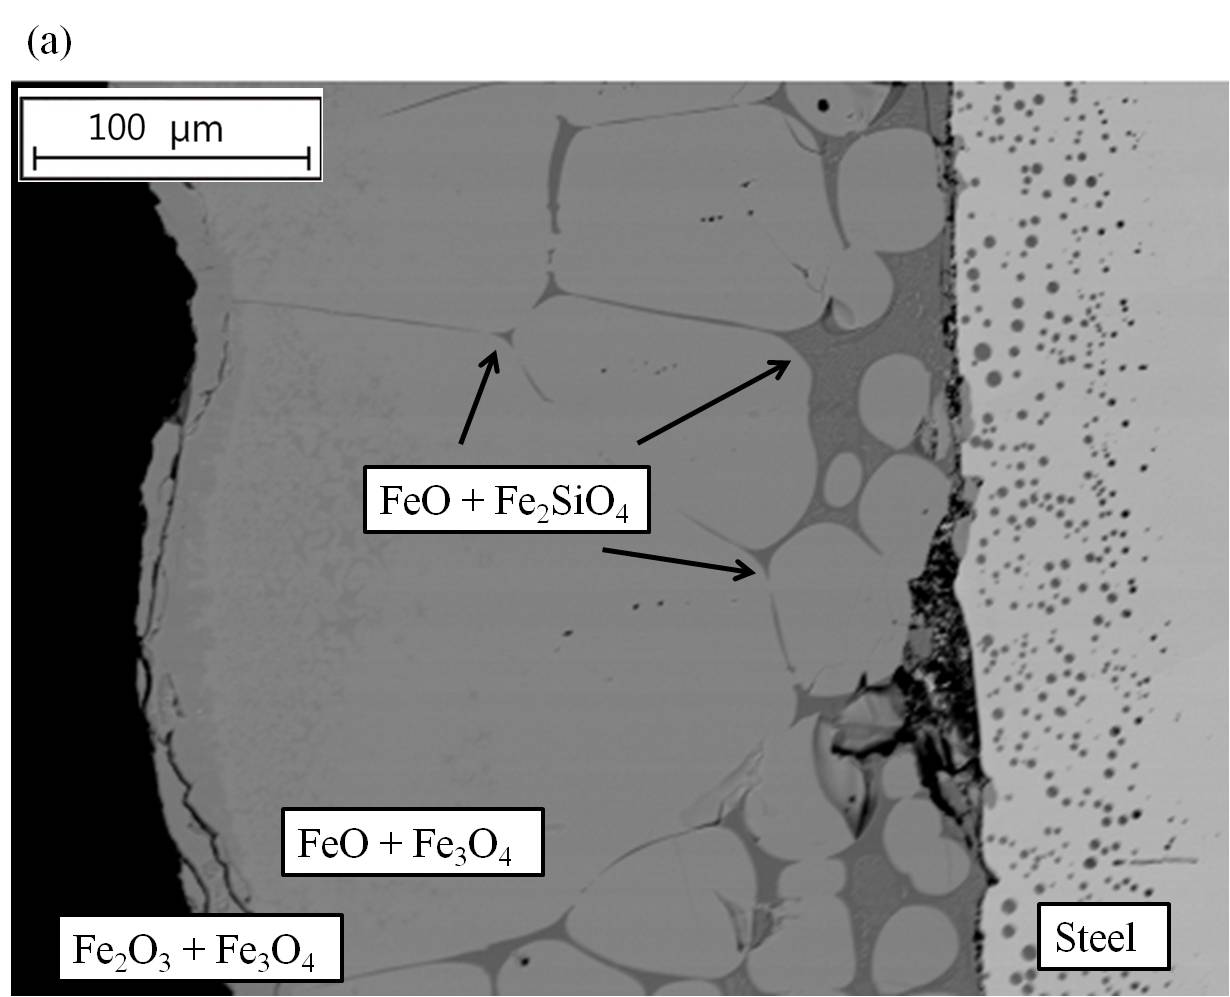 (a)
100 μm
FeO + Fe₂SiO₄
FeO + Fe₃O₄
Fe₂O₃ + Fe₃O₄
Steel